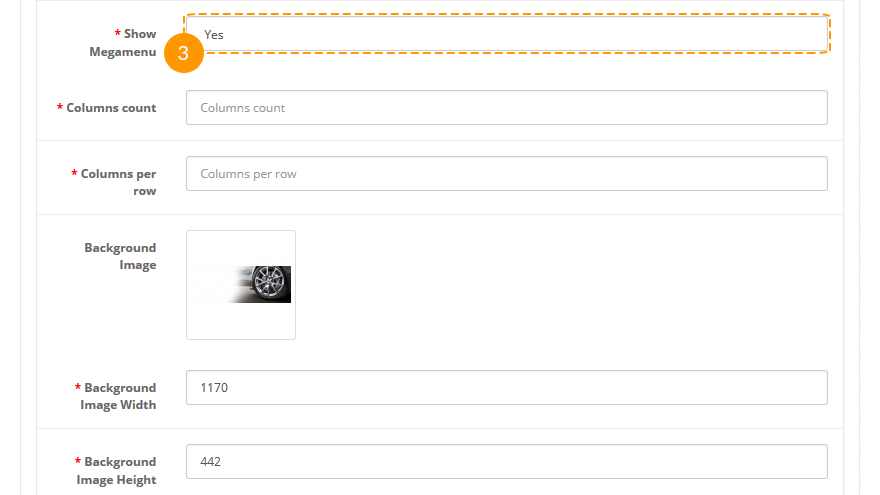 * Show
Megamenu
Yes
3
* Columns count
Columns count
* Columns per
row
Columns per row
Background
Image
* Background
Image Width
1170
* Background
Image Height
442